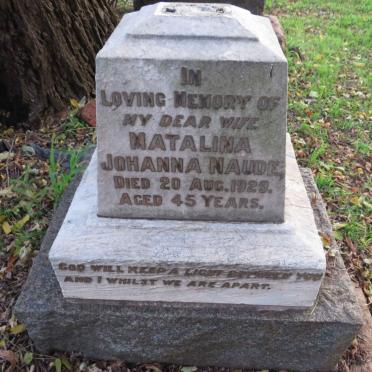 IN
LOVING MEMORY OF
MY DEAR WIFE
MATALINA
JOHANNA NAUDE.
DIED 20 AUG. 1929.
AGED 45 YEARS.
GOD WILL KEEP A LIGHT BETWEEN YOU
AND I WHILST WE ARE APART.